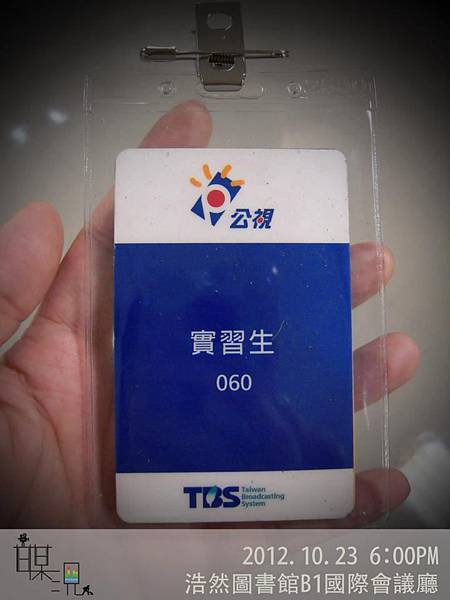 公視
實習生
060
TBS Taiwan Broadcasting System
2012.10.23 6:00PM
浩然圖書館B1國際會議廳